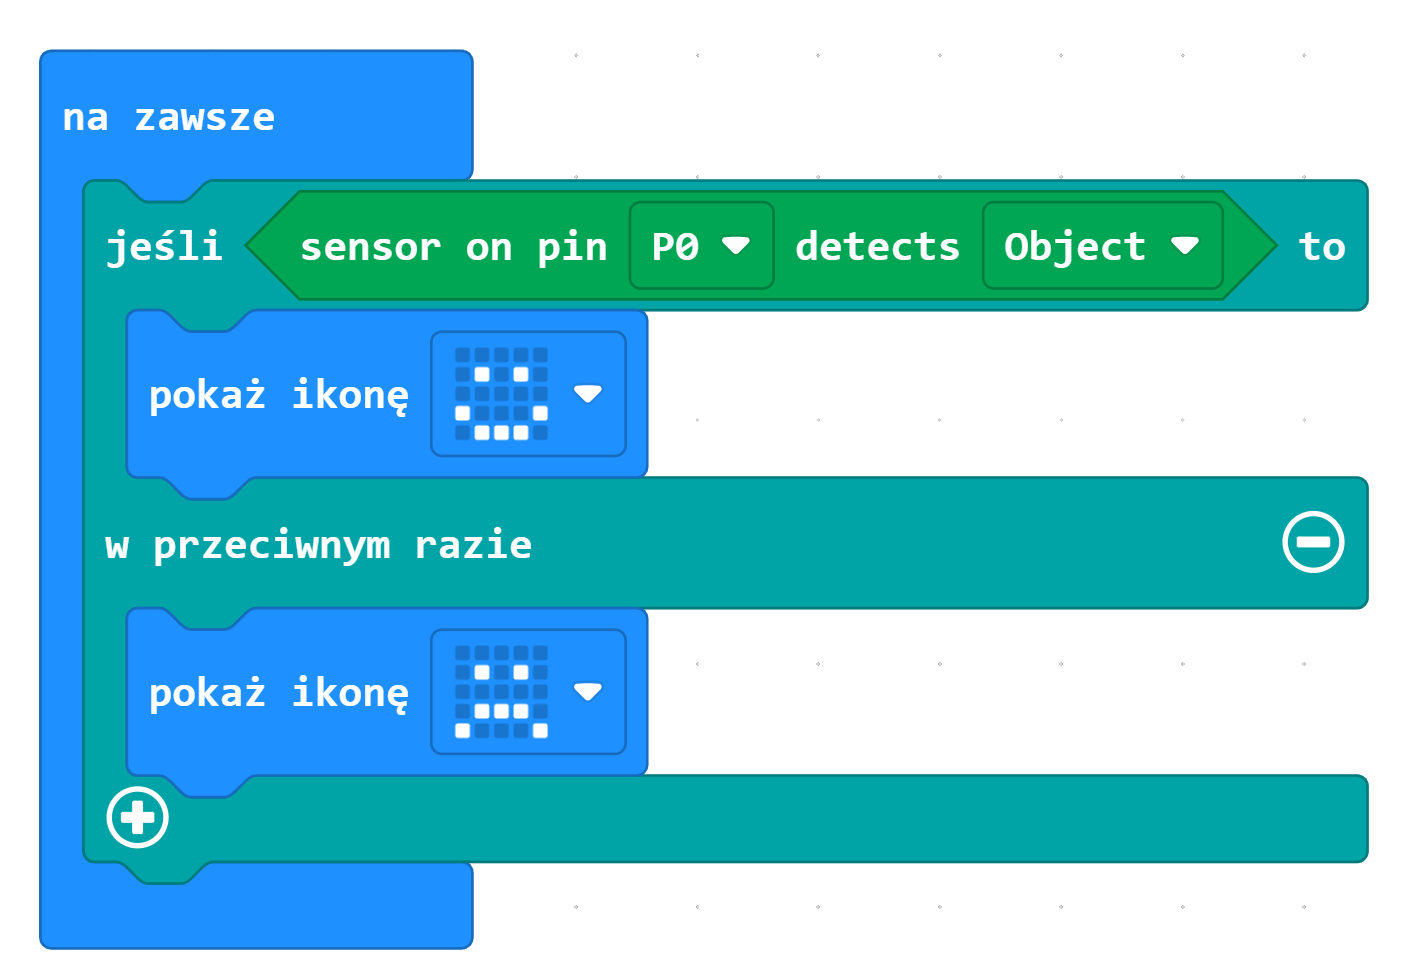 na zawsze
jeśli sensor on pin P0 detects Object to
pokaż ikonę
w przeciwnym razie
pokaż ikonę